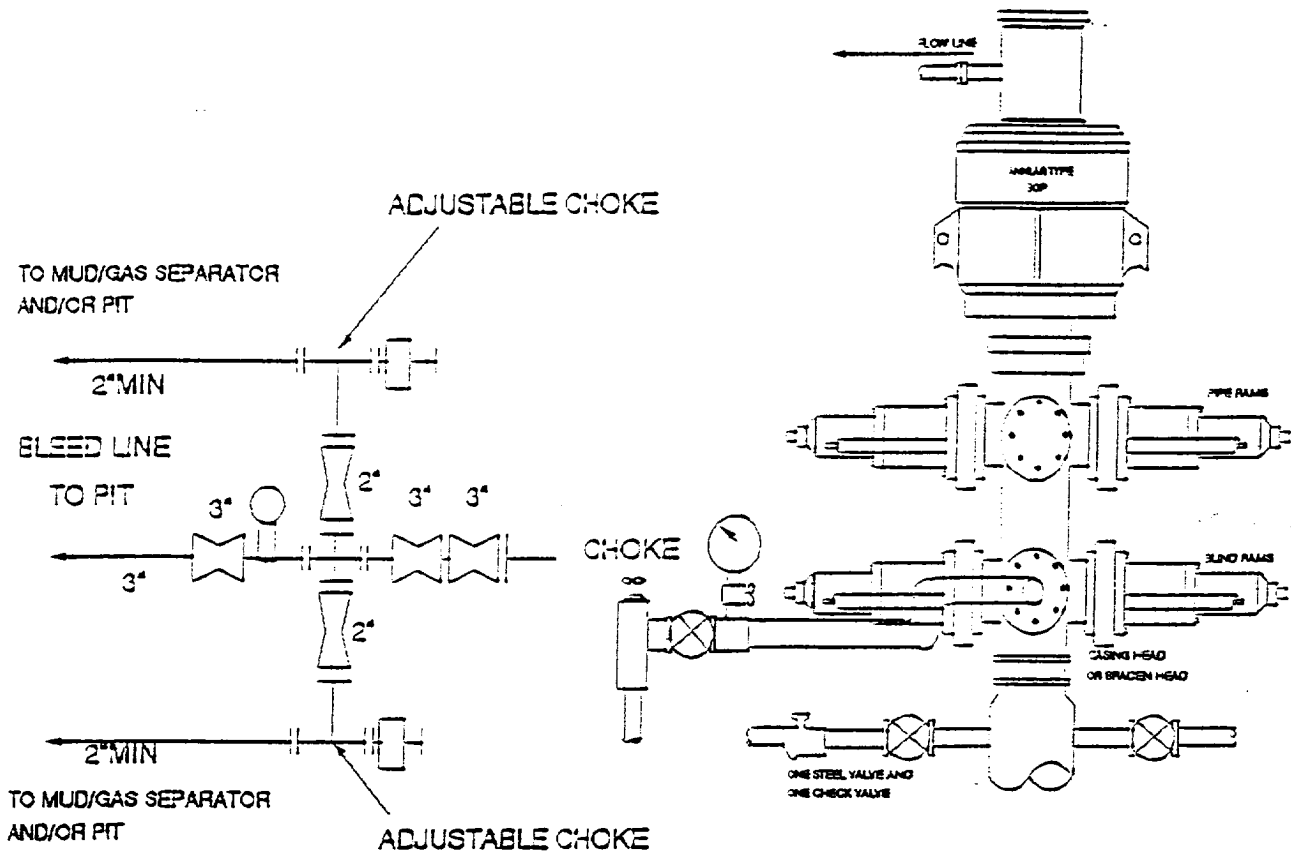 FLOW LINE
ANNULAR TYPE
BOP
ADJUSTABLE CHOKE
TO MUD/GAS SEPARATOR
AND/OR PIT
2"MIN
PIPE RAMS
BLEED LINE
TO PIT
2"
3"
3"
3"
CHOKE
3"
BLIND RAMS
2"
CASING HEAD
OR BRADEN HEAD
2"MIN
ONE STEEL VALVE AND
ONE CHECK VALVE
TO MUD/GAS SEPARATOR
AND/OR PIT
ADJUSTABLE CHOKE